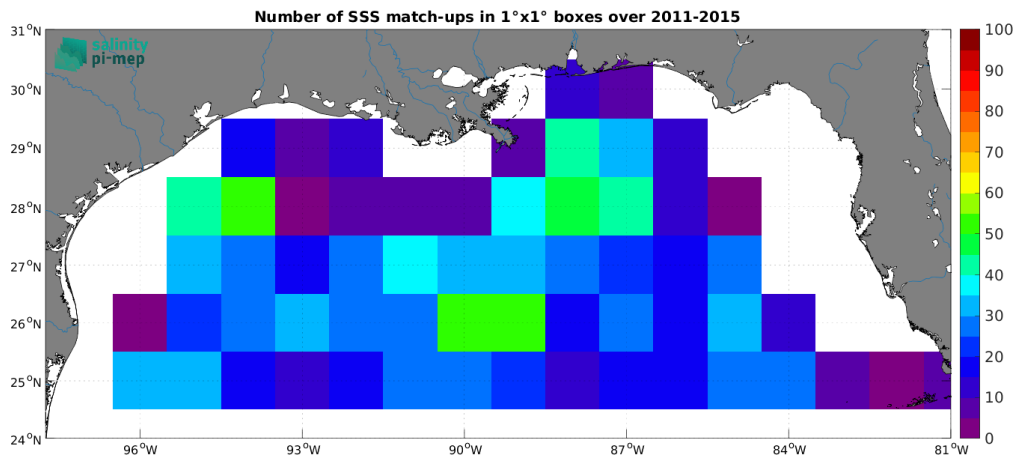 Number of SSS match-ups in 1°x1° boxes over 2011-2015
salinity
pi-mep
31°N
30°N
29°N
28°N
27°N
26°N
25°N
24°N
96°W
93°W
90°W
87°W
84°W
81°W
100
90
80
70
60
50
40
30
20
10
0